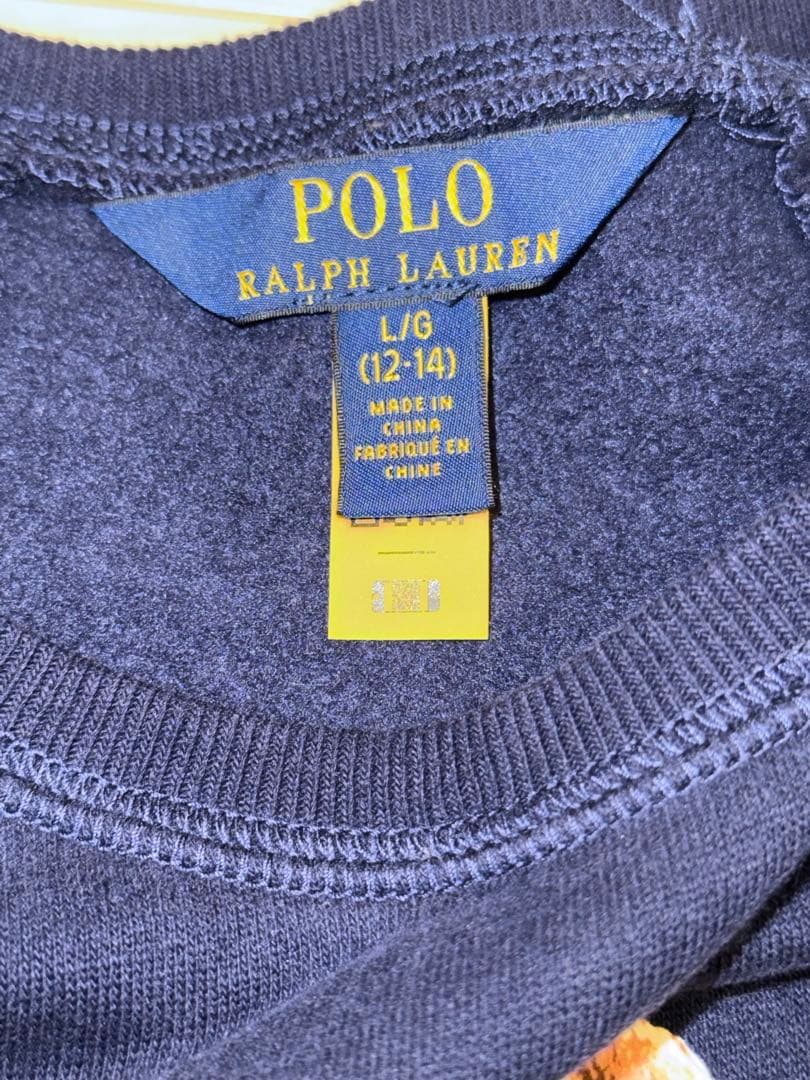 POLO
RALPH LAUREN
L/G
(12-14)
MADE IN
CHINA
FABRIQUÉ EN
CHINE